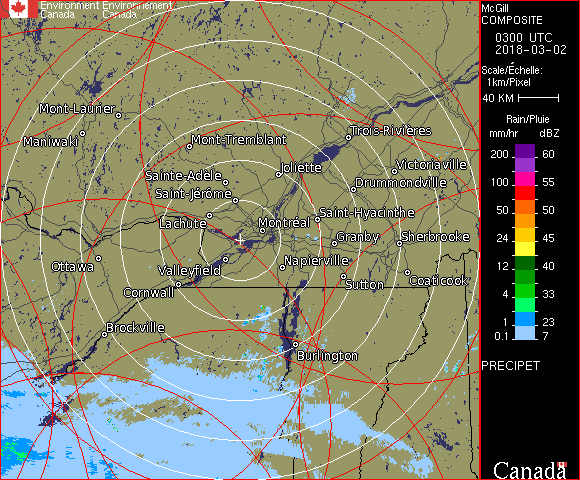 Environment Environnement
Canada Canada
McGill
COMPOSITE
0300 UTC
2018-03-02
Scale/Échelle:
1km/Pixel
40 KM
Rain/Pluie
mm/hr dBZ
200 60
100 55
50 50
24 45
12 40
4 33
1 23
0.1 7
PRECIPET
Mont-Laurier
Maniwaki
Mont-Tremblant
Trois-Rivières
Victoriaville
Joliette
Sainte-Adèle
Drummondville
Saint-Jérôme
Saint-Hyacinthe
Lachute
Montréal
Granby
Sherbrooke
Ottawa
Valleyfield
Napierville
Coaticook
Sutton
Cornwall
Brockville
Burlington
Canada